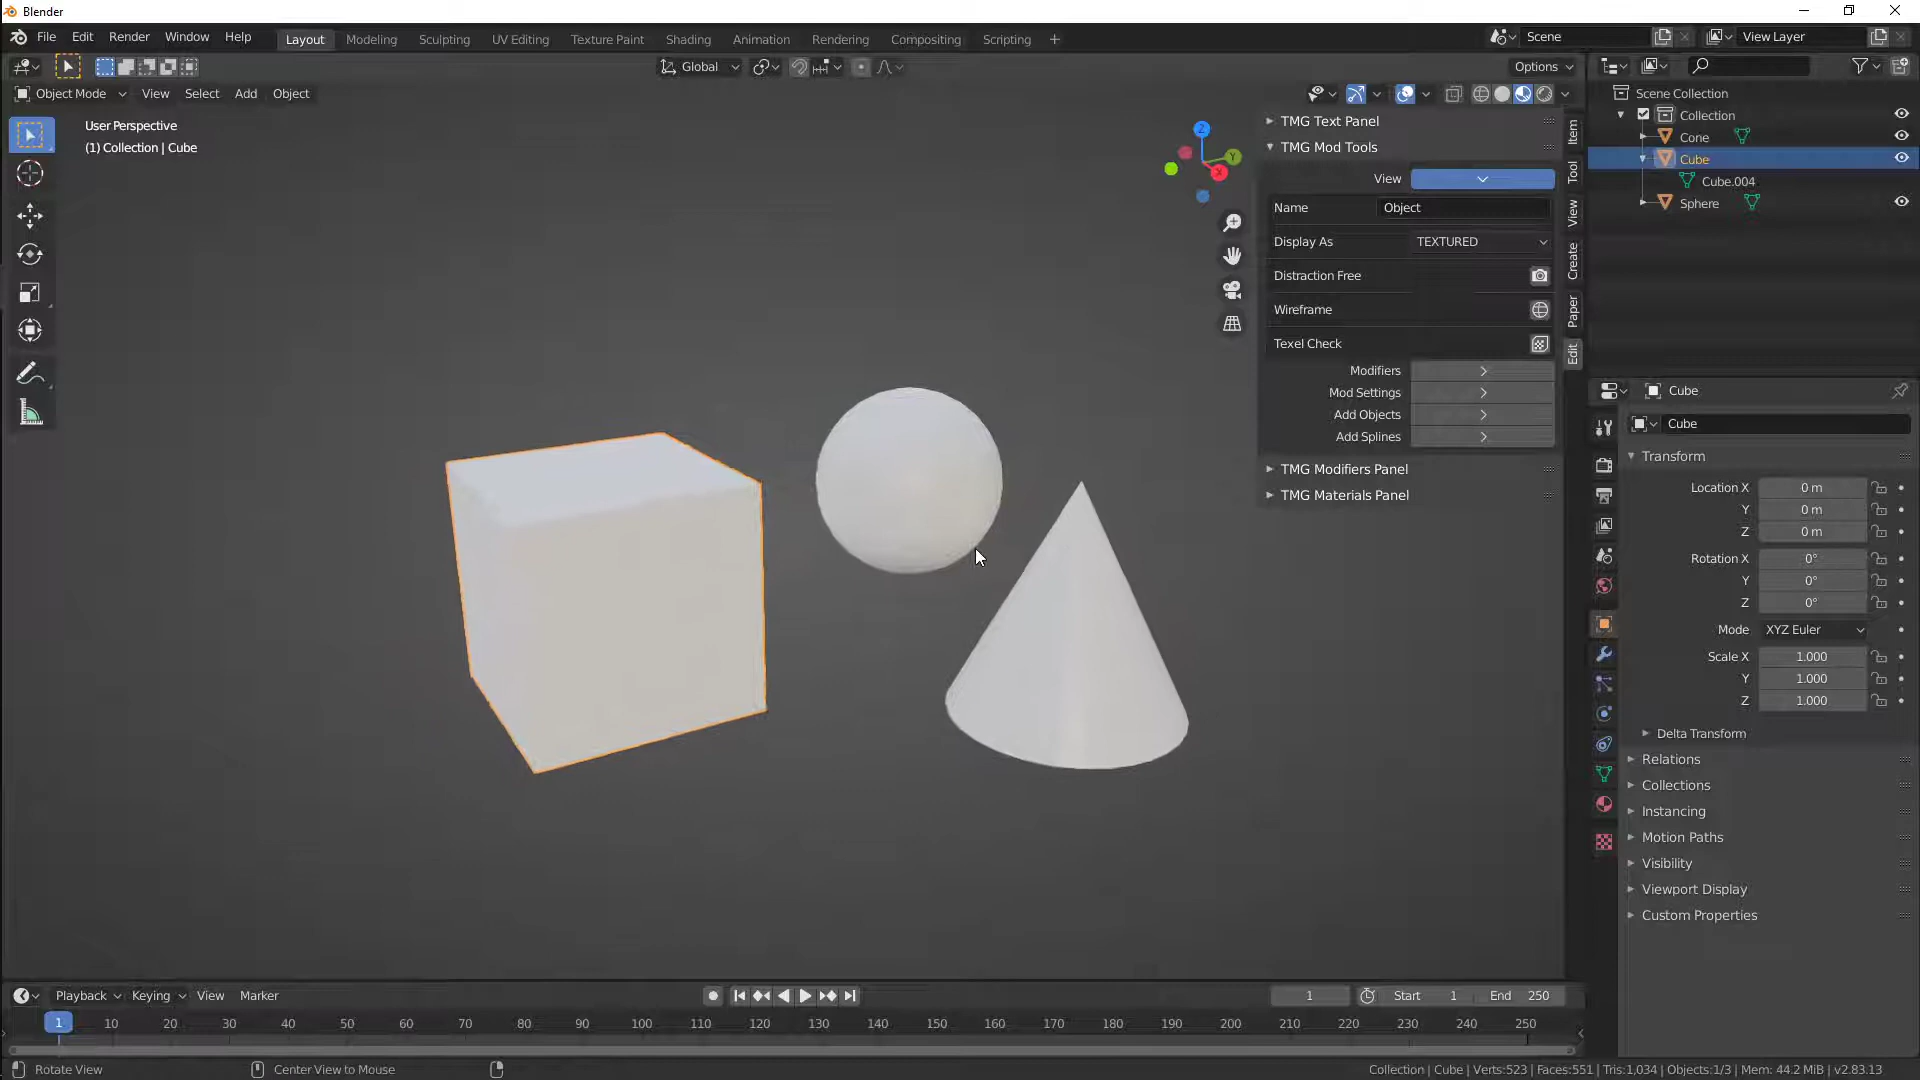 Blender
File Edit Render Window Help Layout Modeling Sculpting UV Editing Texture Paint Shading Animation Rendering Compositing Scripting + Scene View Layer
Global Options
Object Mode View Select Add Object
User Perspective
(1) Collection | Cube
Z
Y
X
TMG Text Panel
TMG Mod Tools
View
Name Object
Display As TEXTURED
Distraction Free
Wireframe
Texel Check
Modifiers
Mod Settings
Add Objects
Add Splines
TMG Modifiers Panel
TMG Materials Panel
Item
Tool
View
Create
Paper
Edit
Scene Collection
Collection
Cone
Cube
Cube.004
Sphere
Cube
Cube
Transform
Location X 0 m
Y 0 m
Z 0 m
Rotation X 0°
Y 0°
Z 0°
Mode XYZ Euler
Scale X 1.000
Y 1.000
Z 1.000
Delta Transform
Relations
Collections
Instancing
Motion Paths
Visibility
Viewport Display
Custom Properties
Playback Keying View Marker 1 Start 1 End 250
1 10 20 30 40 50 60 70 80 90 100 110 120 130 140 150 160 170 180 190 200 210 220 230 240 250
Rotate View Center View to Mouse Collection | Cube | Verts:523 | Faces:551 | Tris:1,034 | Objects:1/3 | Mem: 44.2 MiB | v2.83.13